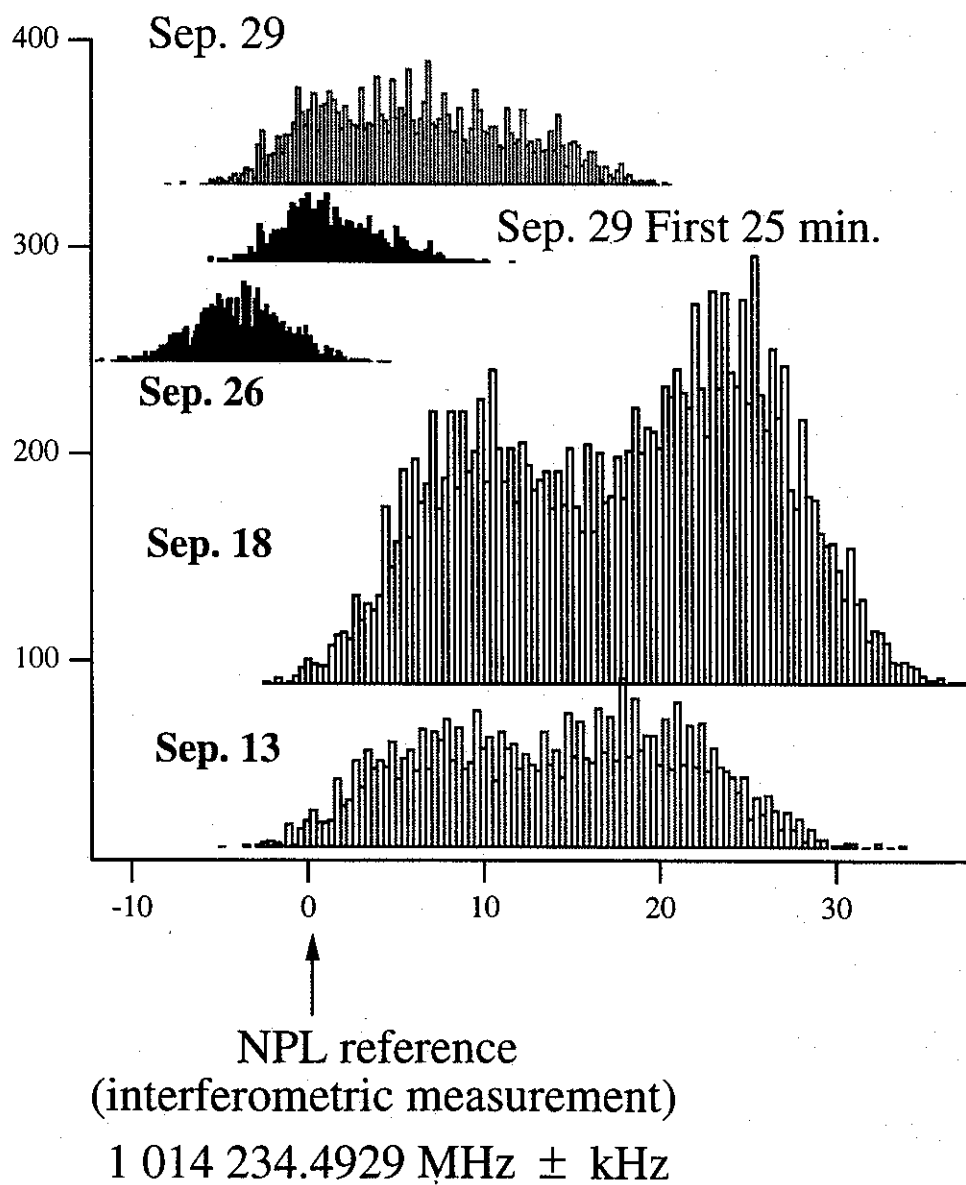 400
Sep. 29
Sep. 29 First 25 min.
300
Sep. 26
200
Sep. 18
100
Sep. 13
-10 0 10 20 30
NPL reference
(interferometric measurement)
1 014 234.4929 MHz ± kHz